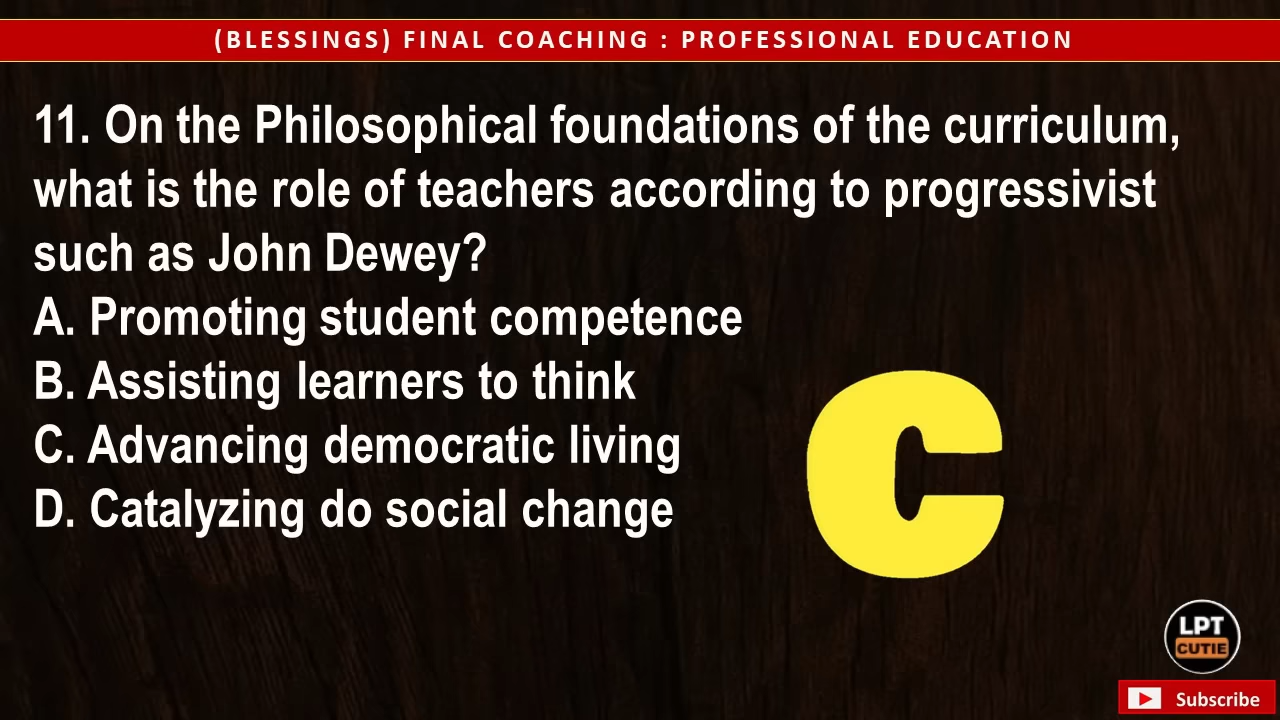 (BLESSINGS) FINAL COACHING : PROFESSIONAL EDUCATION
11. On the Philosophical foundations of the curriculum,
what is the role of teachers according to progressivist
such as John Dewey?
A. Promoting student competence
B. Assisting learners to think
C. Advancing democratic living
D. Catalyzing do social change
C
LPT
CUTIE
Subscribe